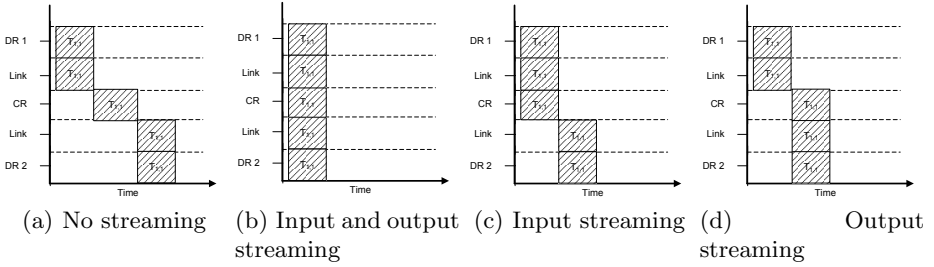 DR 1
Link
CR
Link
DR 2
T1,1
T1,1
T1,1
T1,1
T1,1
Time
DR 1
Link
CR
Link
DR 2
T1,1
T1,1
T1,1
T1,1
T1,1
Time
DR 1
Link
CR
Link
DR 2
T1,1
T1,1
T1,1
T1,1
T1,1
Time
DR 1
Link
CR
Link
DR 2
T1,1
T1,1
T1,1
T1,1
T1,1
Time
(a) No streaming
(b) Input and output
streaming
(c) Input streaming
(d) Output
streaming